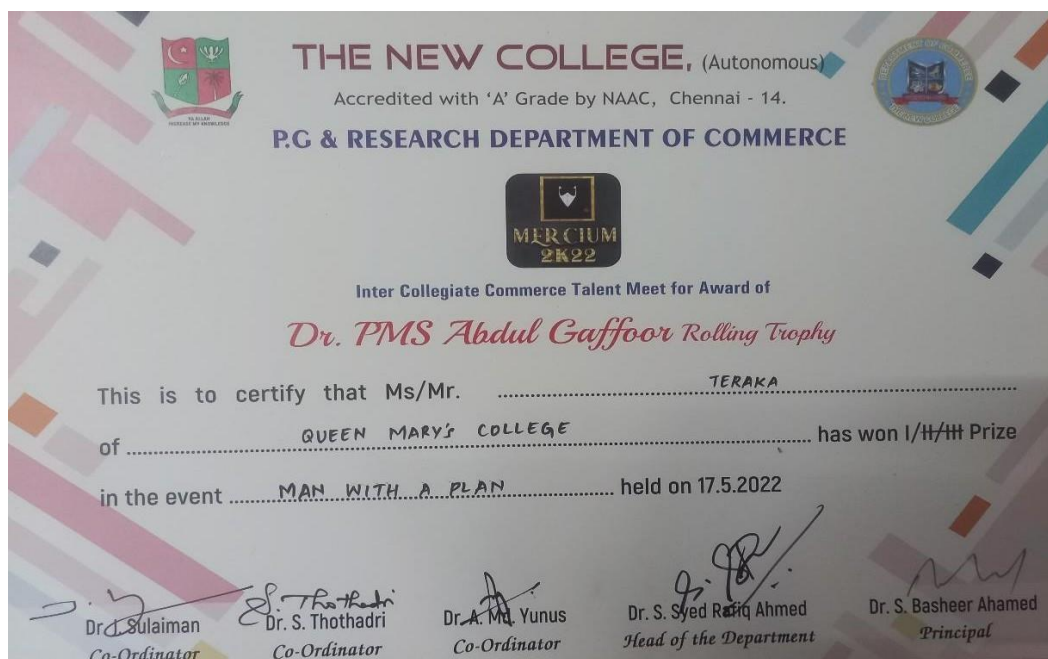 THE NEW COLLEGE, (Autonomous)
Accredited with 'A' Grade by NAAC, Chennai - 14.
P.G & RESEARCH DEPARTMENT OF COMMERCE
MERCIUM
2K22
Inter Collegiate Commerce Talent Meet for Award of
Dr. PMS Abdul Gaffoor Rolling Trophy
This is to certify that Ms/Mr. TERAKA
of QUEEN MARY'S COLLEGE has won I/II/III Prize
in the event MAN WITH A PLAN held on 17.5.2022
S. Thothadri
Dr. J. Sulaiman Dr. S. Thothadri Dr. A. Md. Yunus Dr. S. Syed Rafiq Ahmed Dr. S. Basheer Ahamed
Co-Ordinator Co-Ordinator Co-Ordinator Head of the Department Principal